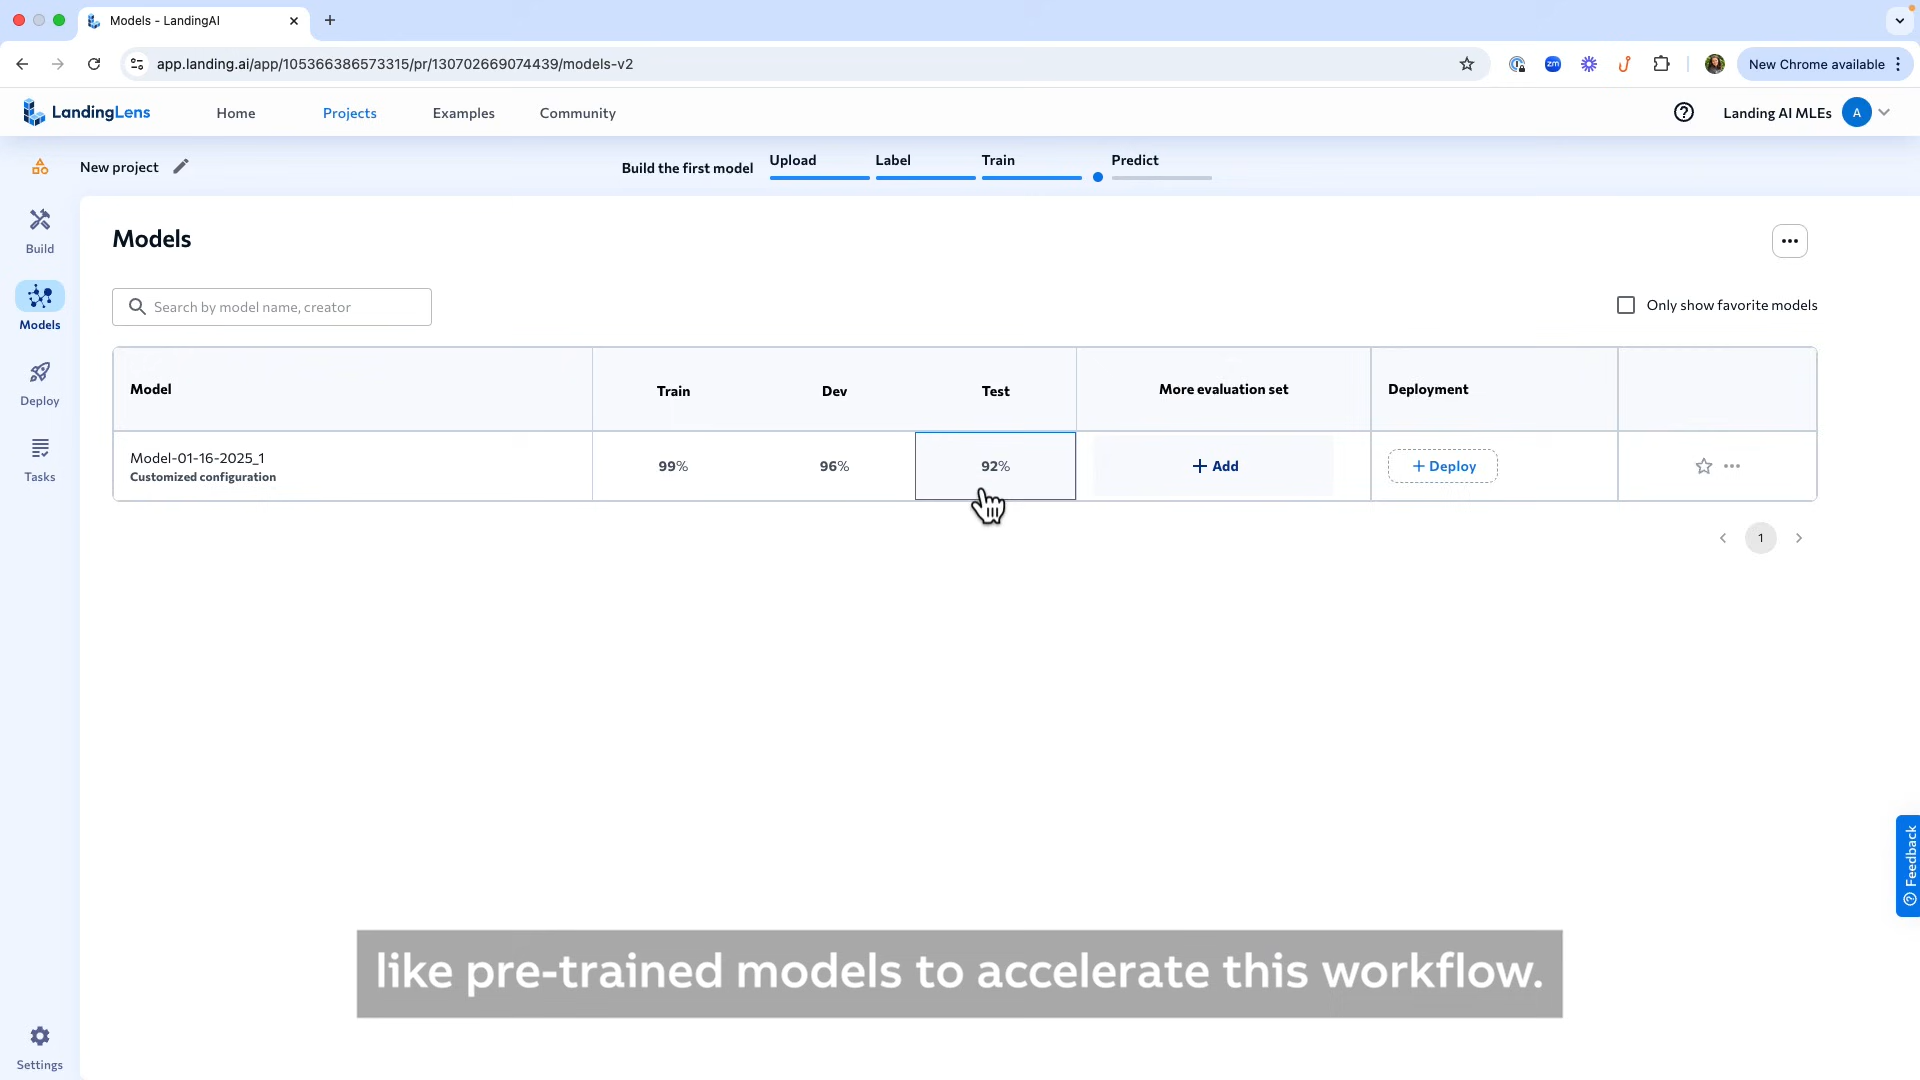 Models - LandingAI
app.landing.ai/app/105366386573315/pr/130702669074439/models-v2
zm
New Chrome available
LandingLens
Home
Projects
Examples
Community
Landing AI MLEs
A
New project
Build the first model
Upload
Label
Train
Predict
Build
Models
Deploy
Tasks
Settings
Models
Search by model name, creator
Only show favorite models
Model
Train
Dev
Test
More evaluation set
Deployment
Model-01-16-2025_1
Customized configuration
99%
96%
92%
+ Add
+ Deploy
1
Feedback
like pre-trained models to accelerate this workflow.